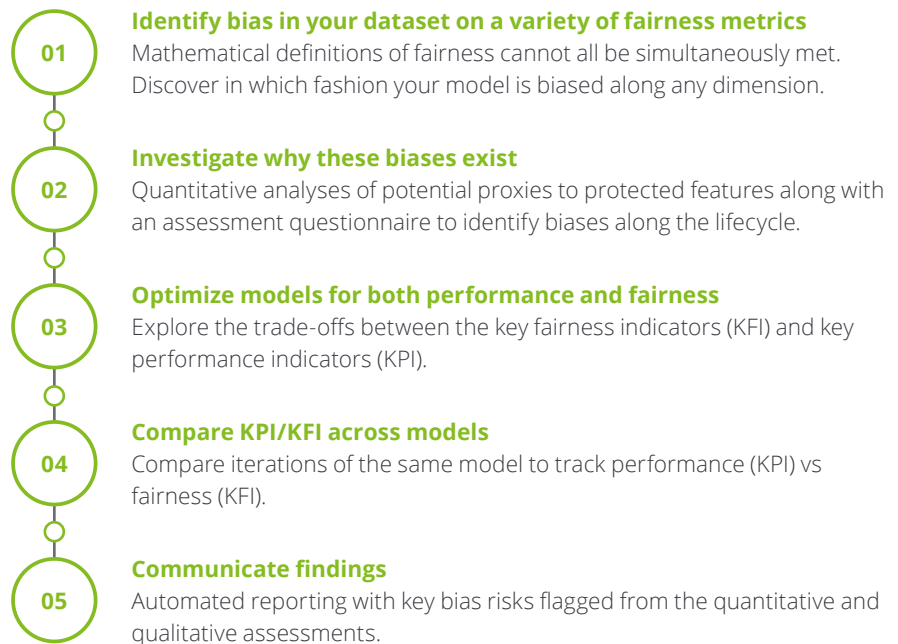 Identify bias in your dataset on a variety of fairness metrics
01
Mathematical definitions of fairness cannot all be simultaneously met.
Discover in which fashion your model is biased along any dimension.
Investigate why these biases exist
02
Quantitative analyses of potential proxies to protected features along with
an assessment questionnaire to identify biases along the lifecycle.
Optimize models for both performance and fairness
03
Explore the trade-offs between the key fairness indicators (KFI) and key
performance indicators (KPI).
Compare KPI/KFI across models
04
Compare iterations of the same model to track performance (KPI) vs
fairness (KFI).
Communicate findings
05
Automated reporting with key bias risks flagged from the quantitative and
qualitative assessments.